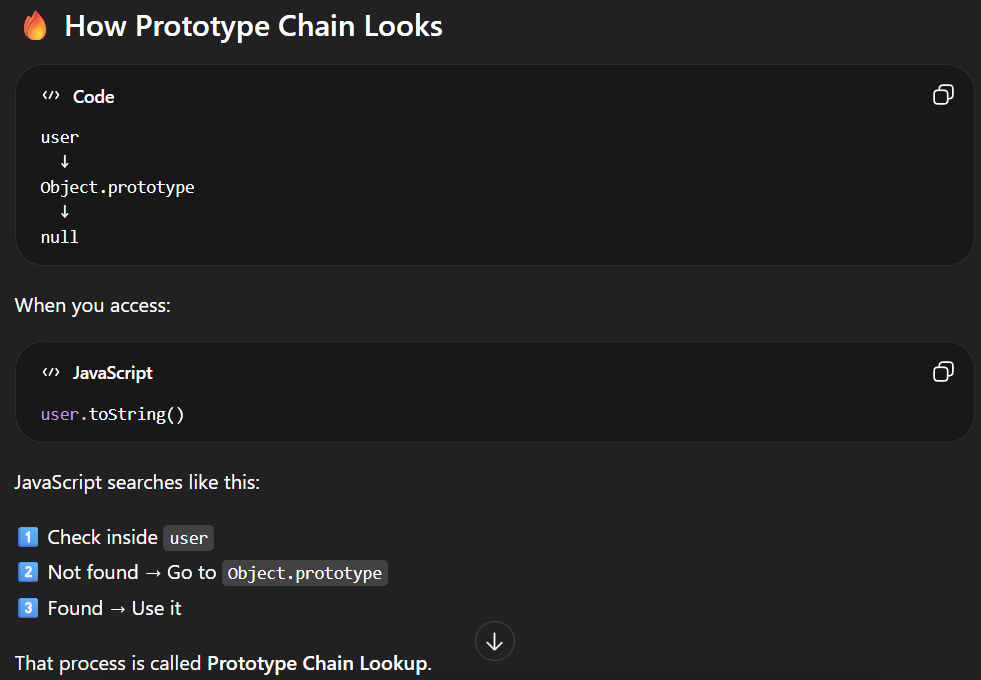 🔥 How Prototype Chain Looks
</> Code
user
↓
Object.prototype
↓
null
When you access:
</> JavaScript
user.toString()
JavaScript searches like this:
1️⃣ Check inside user
2️⃣ Not found → Go to Object.prototype
3️⃣ Found → Use it
That process is called Prototype Chain Lookup.